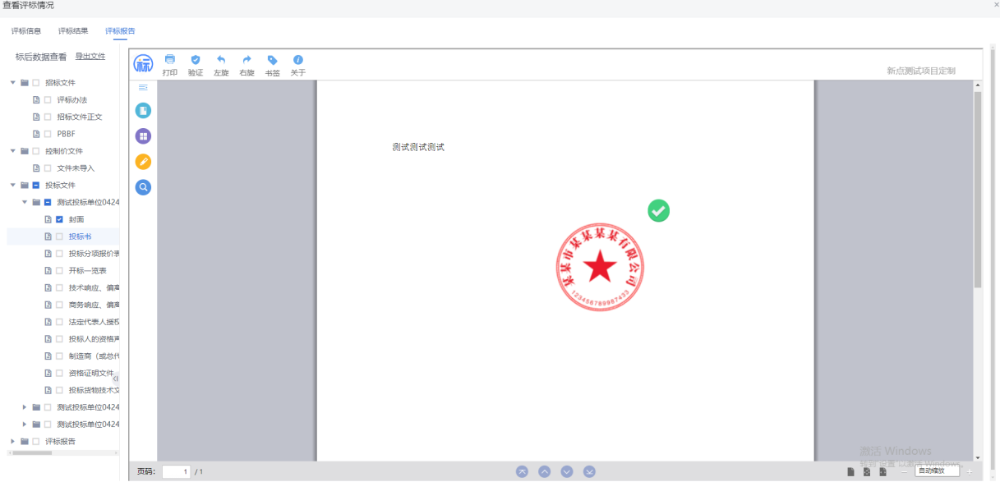 查看评标情况
评标信息 评标结果 评标报告
标后数据查看 导出文件
招标文件
评标办法
招标文件正文
PBBF
控制价文件
文件未导入
投标文件
测试投标单位0424
封面
投标书
投标分项报价表
开标一览表
技术响应、偏离
商务响应、偏离
法定代表人授权
投标人的资格声
制造商（或总代
资格证明文件
投标货物技术文
测试投标单位0424
测试投标单位0424
评标报告
标
打印 验证 左旋 右旋 书签 关于
新点测试项目定制
测试测试测试
某某市某某某某有限公司
123456789987433
激活 Windows
转到"设置"以激活 Windows。
页码: 1 / 1
自动缩放